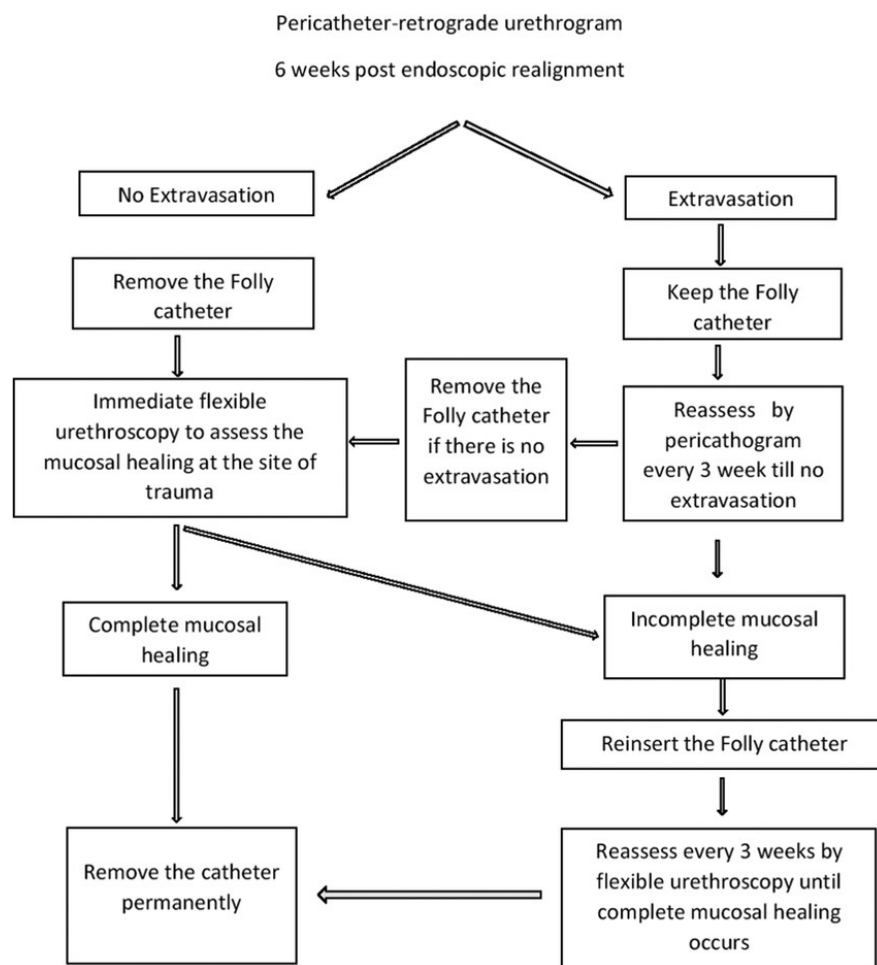 Pericatheter-retrograde urethrogram
6 weeks post endoscopic realignment
No Extravasation
Extravasation
Remove the Folly
catheter
Keep the Folly
catheter
Immediate flexible
urethroscopy to assess the
mucosal healing at the site of
trauma
Remove the
Folly catheter
if there is no
extravasation
Reassess by
pericathogram
every 3 week till no
extravasation
Complete mucosal
healing
Incomplete mucosal
healing
Reinsert the Folly catheter
Remove the catheter
permanently
Reassess every 3 weeks by
flexible urethroscopy until
complete mucosal healing
occurs